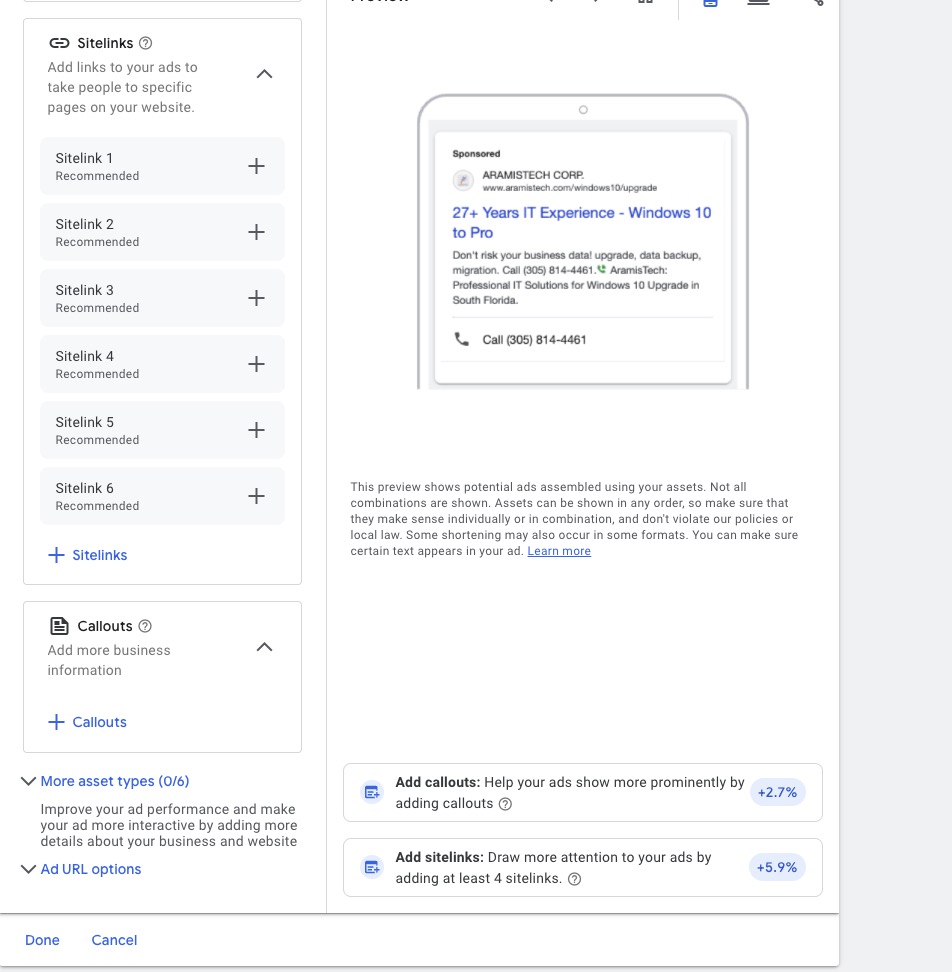 Preview
Sitelinks
Add links to your ads to
take people to specific
pages on your website.
Sitelink 1
Recommended
Sitelink 2
Recommended
Sitelink 3
Recommended
Sitelink 4
Recommended
Sitelink 5
Recommended
Sitelink 6
Recommended
Sitelinks
Callouts
Add more business
information
Callouts
More asset types (0/6)
Improve your ad performance and make
your ad more interactive by adding more
details about your business and website
Ad URL options
Sponsored
ARAMISTECH CORP.
www.aramistech.com/windows10/upgrade
27+ Years IT Experience - Windows 10
to Pro
Don't risk your business data! upgrade, data backup,
migration. Call (305) 814-4461. AramisTech:
Professional IT Solutions for Windows 10 Upgrade in
South Florida.
Call (305) 814-4461
This preview shows potential ads assembled using your assets. Not all
combinations are shown. Assets can be shown in any order, so make sure that
they make sense individually or in combination, and don't violate our policies or
local law. Some shortening may also occur in some formats. You can make sure
certain text appears in your ad. Learn more
Add callouts: Help your ads show more prominently by
adding callouts
+2.7%
Add sitelinks: Draw more attention to your ads by
adding at least 4 sitelinks.
+5.9%
Done
Cancel